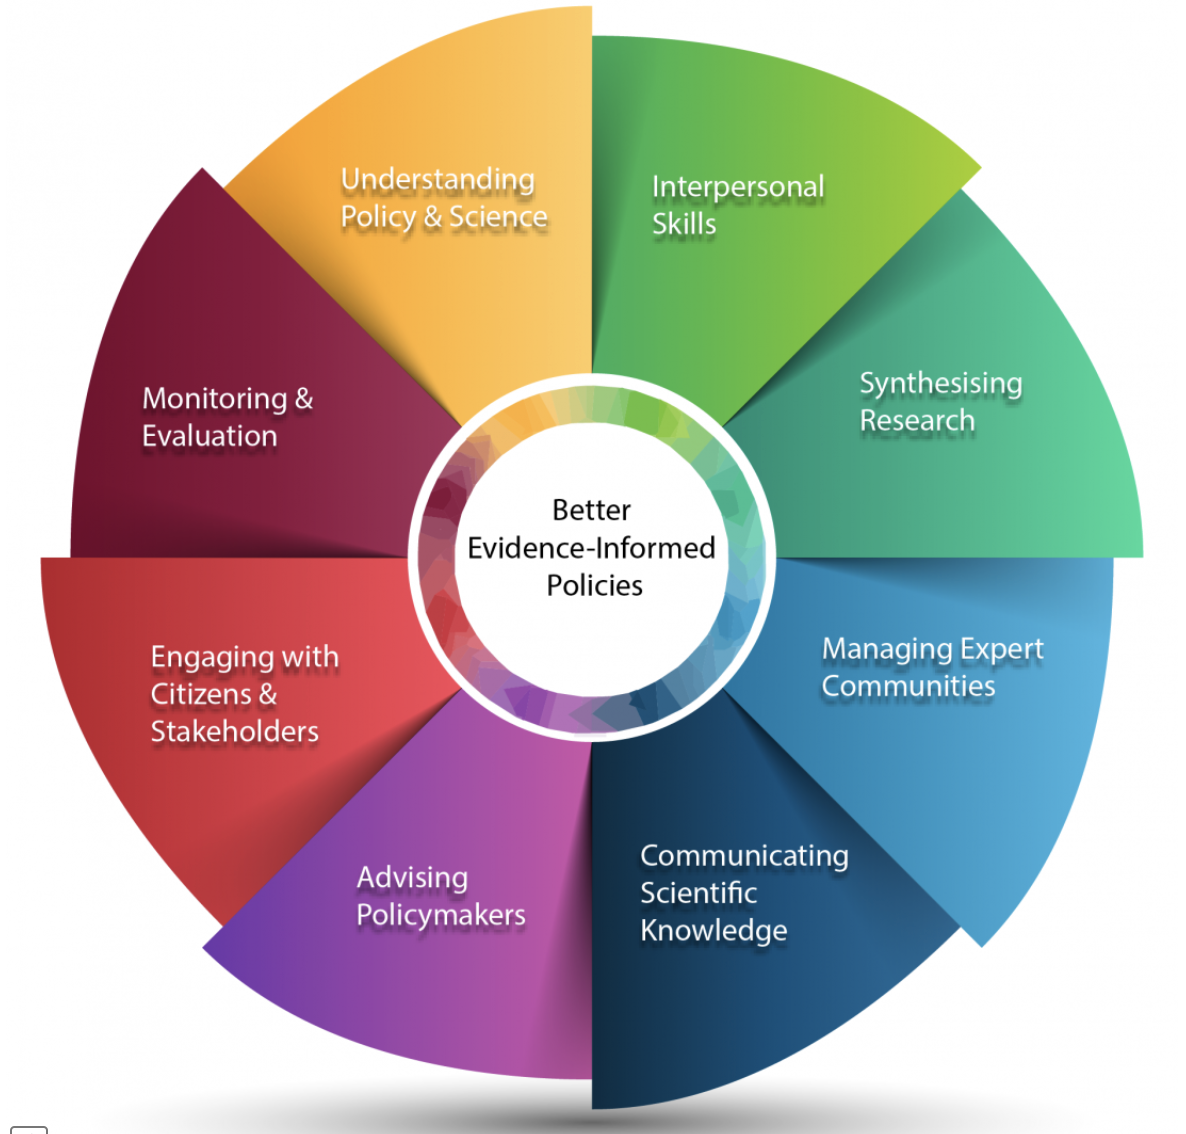 Understanding
Policy & Science
Interpersonal
Skills
Synthesising
Research
Managing Expert
Communities
Communicating
Scientific
Knowledge
Advising
Policymakers
Engaging with
Citizens &
Stakeholders
Monitoring &
Evaluation
Better
Evidence-Informed
Policies